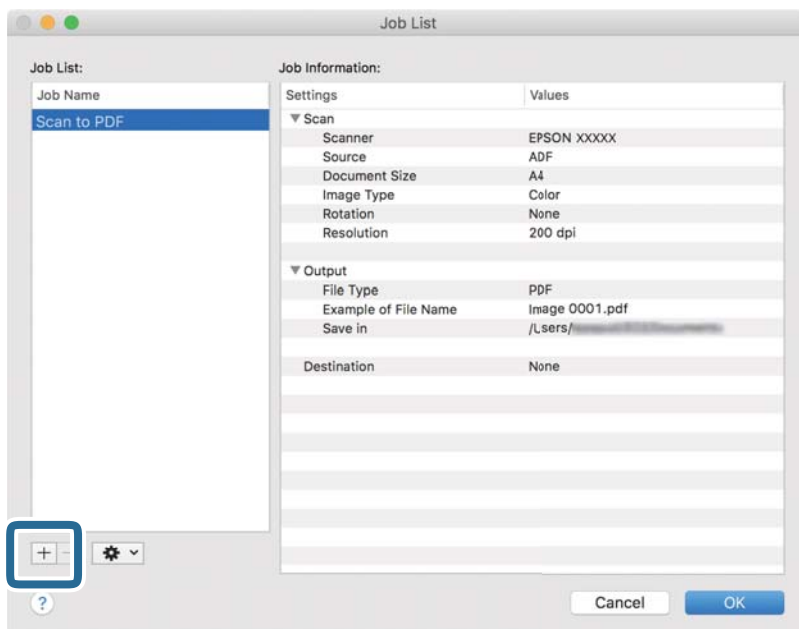 Job List
Job List:
Job Information:
Job Name
Scan to PDF
Settings Values
Scan
Scanner EPSON XXXXX
Source ADF
Document Size A4
Image Type Color
Rotation None
Resolution 200 dpi
Output
File Type PDF
Example of File Name Image 0001.pdf
Save in /Users/
Destination None
+ −
?
Cancel OK